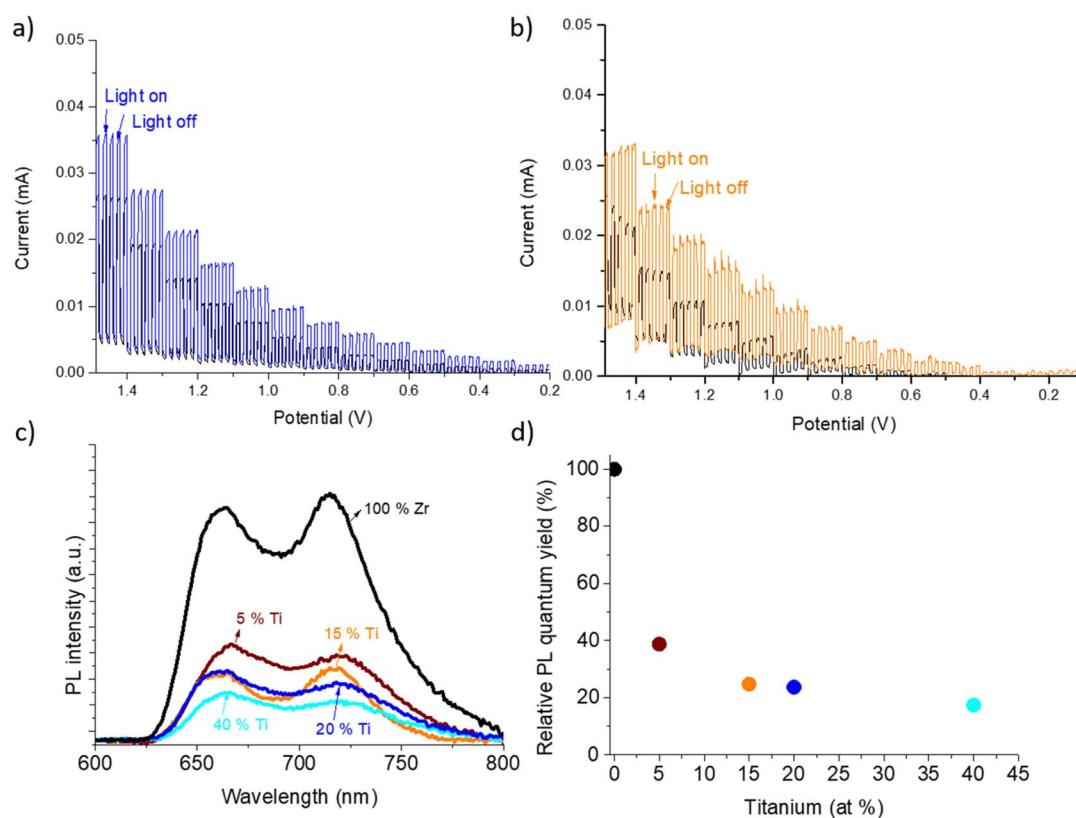 a)
0.05
0.04
0.03
0.02
0.01
0.00
Current (mA)
Light on
Light off
1.4 1.2 1.0 0.8 0.6 0.4 0.2
Potential (V)
b)
0.05
0.04
0.03
0.02
0.01
0.00
Current (mA)
Light on
Light off
1.4 1.2 1.0 0.8 0.6 0.4 0.2
Potential (V)
c)
PL intensity (a.u.)
100 % Zr
5 % Ti
15 % Ti
40 % Ti
20 % Ti
600 650 700 750 800
Wavelength (nm)
d)
100
80
60
40
20
0
Relative PL quantum yield (%)
0 5 10 15 20 25 30 35 40 45
Titanium (at %)